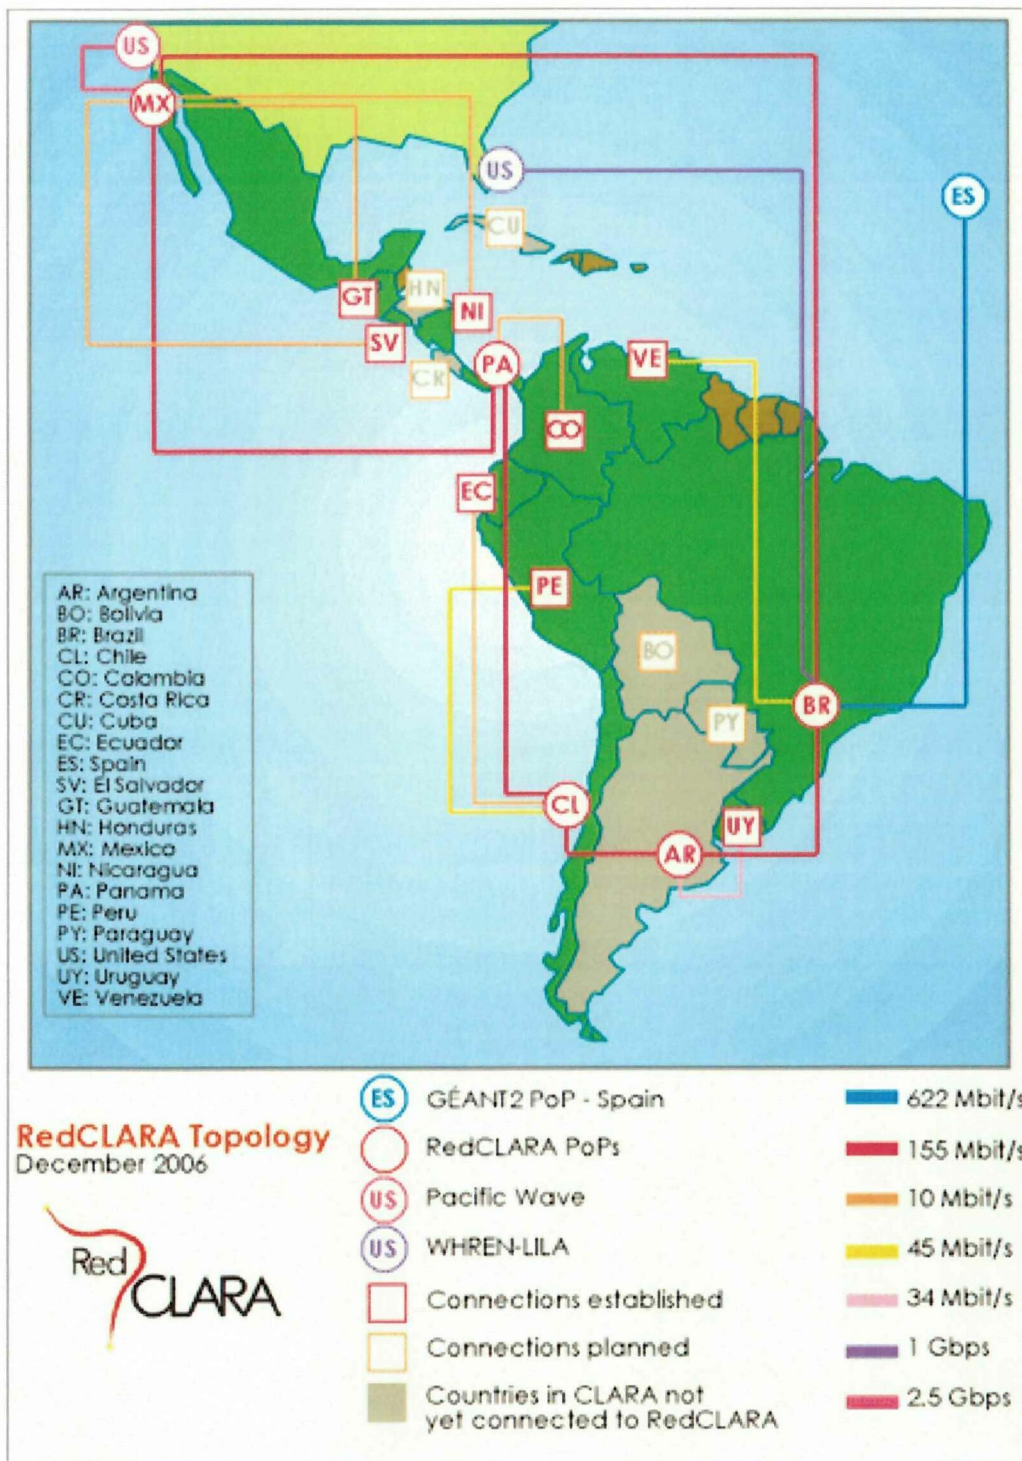 US
MX
US
ES
CU
HN
GT
NI
SV
PA
VE
CR
CO
EC
PE
BO
BR
PY
CL
UY
AR
AR: Argentina
BO: Bolivia
BR: Brazil
CL: Chile
CO: Colombia
CR: Costa Rica
CU: Cuba
EC: Ecuador
ES: Spain
SV: El Salvador
GT: Guatemala
HN: Honduras
MX: Mexico
NI: Nicaragua
PA: Panama
PE: Peru
PY: Paraguay
US: United States
UY: Uruguay
VE: Venezuela
RedCLARA Topology
December 2006
Red
CLARA
ES GÉANT2 PoP - Spain
RedCLARA PoPs
US Pacific Wave
US WHREN-LILA
Connections established
Connections planned
Countries in CLARA not
yet connected to RedCLARA
622 Mbit/s
155 Mbit/s
10 Mbit/s
45 Mbit/s
34 Mbit/s
1 Gbps
2.5 Gbps